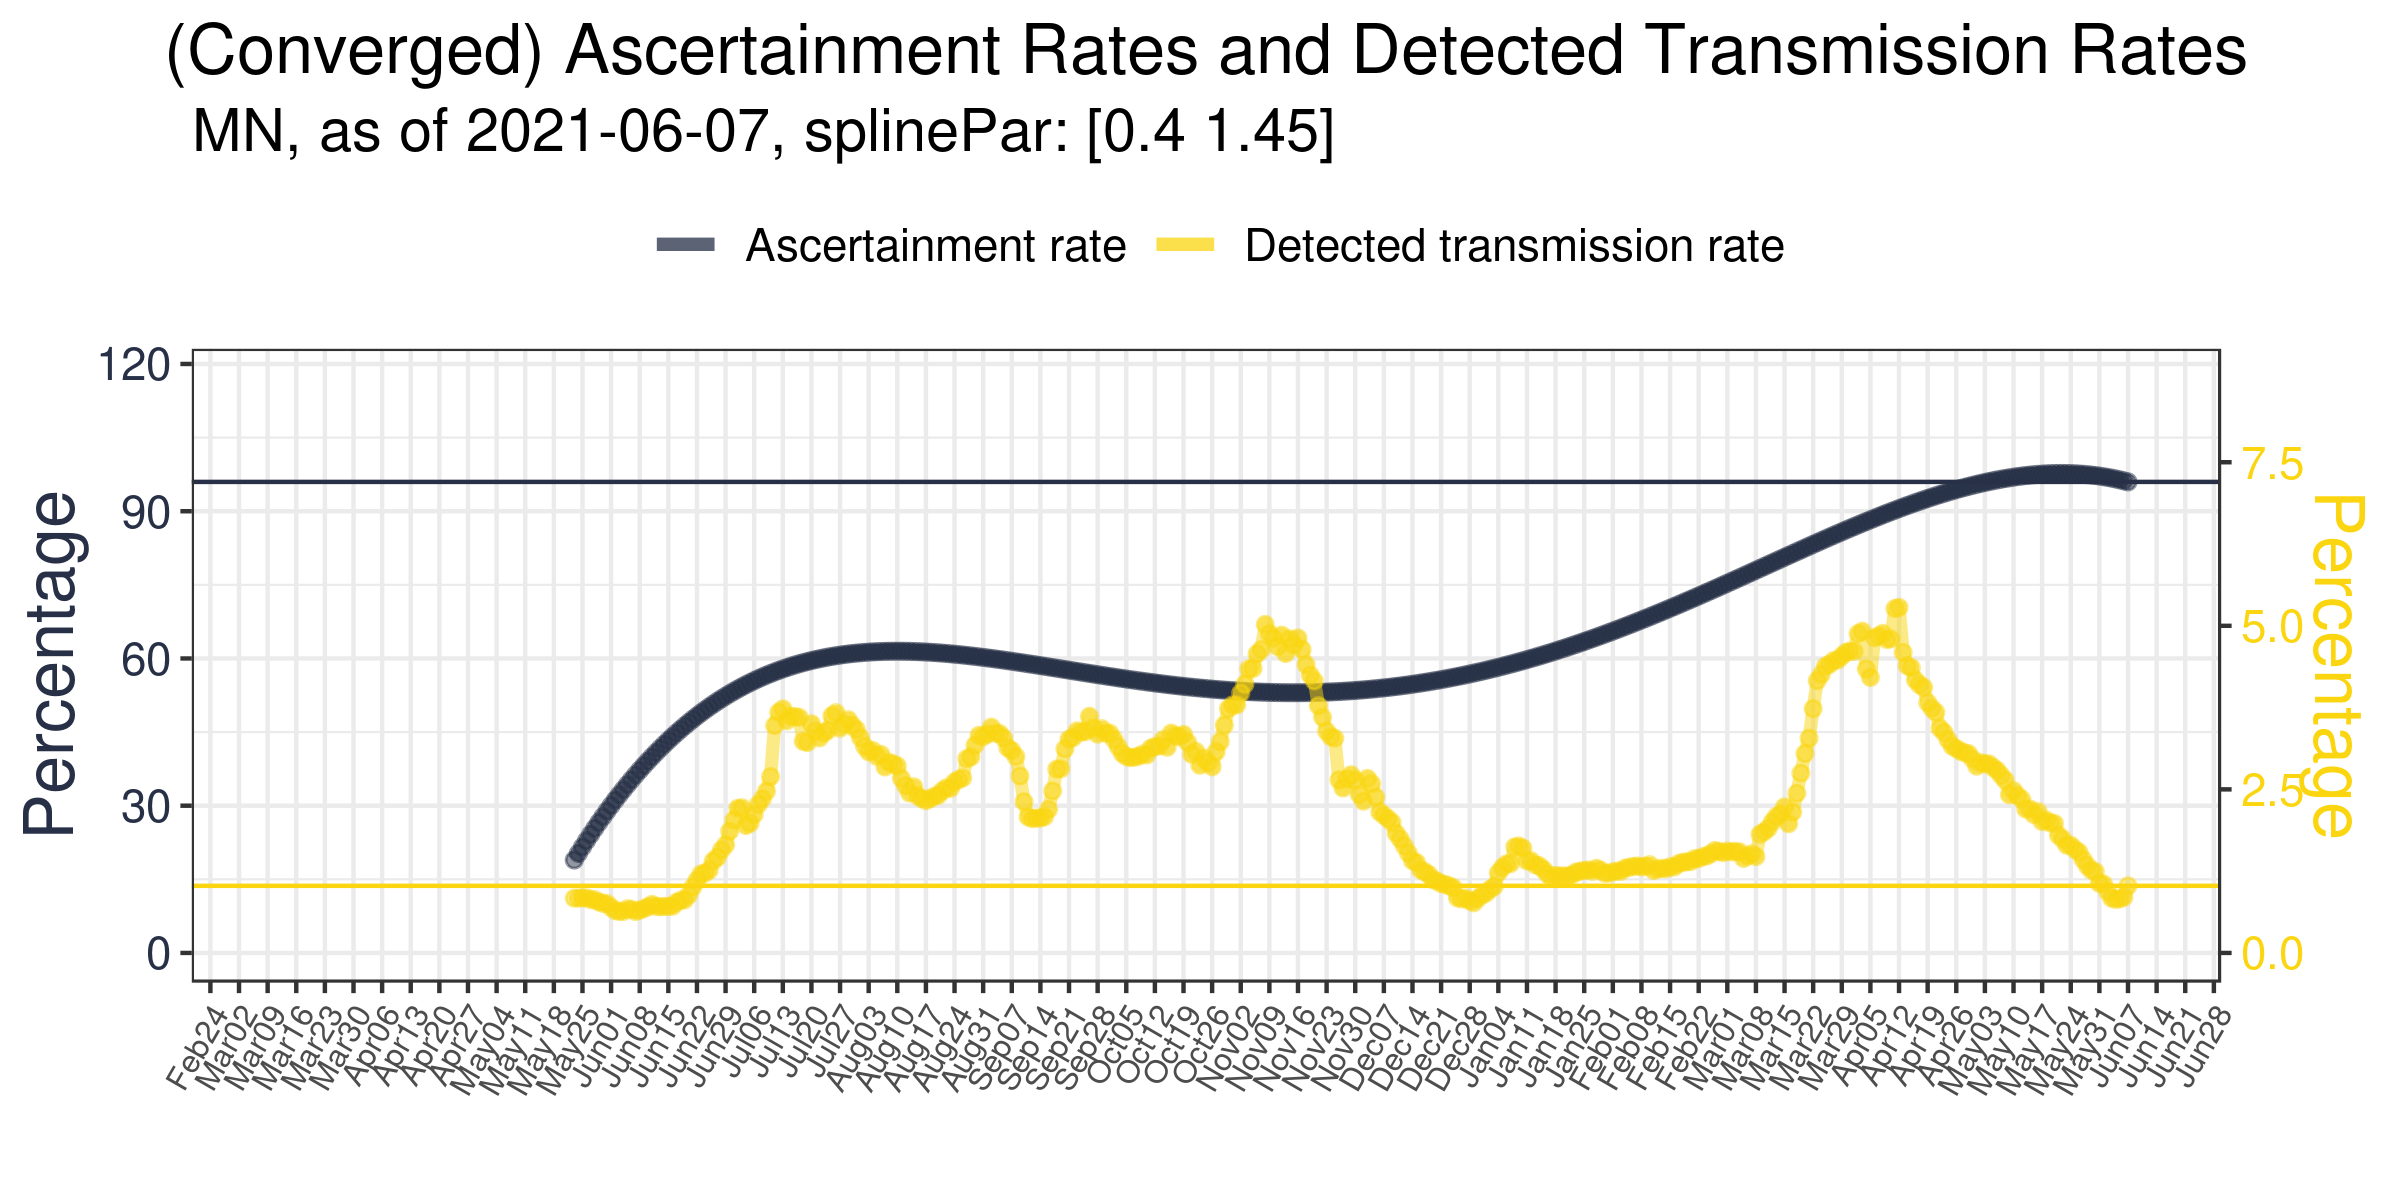 (Converged) Ascertainment Rates and Detected Transmission Rates
MN, as of 2021-06-07, splinePar: [0.4 1.45]
Ascertainment rate
Detected transmission rate
Percentage
120
90
60
30
0
7.5
5.0
2.5
0.0
Percentage
Feb24
Mar02
Mar09
Mar16
Mar23
Mar30
Apr06
Apr13
Apr20
Apr27
May04
May11
May18
May25
Jun01
Jun08
Jun15
Jun22
Jun29
Jul06
Jul13
Jul20
Jul27
Aug03
Aug10
Aug17
Aug24
Aug31
Sep07
Sep14
Sep21
Sep28
Oct05
Oct12
Oct19
Oct26
Nov02
Nov09
Nov16
Nov23
Nov30
Dec07
Dec14
Dec21
Dec28
Jan04
Jan11
Jan18
Jan25
Feb01
Feb08
Feb15
Feb22
Mar01
Mar08
Mar15
Mar22
Mar29
Apr05
Apr12
Apr19
Apr26
May03
May10
May17
May24
May31
Jun07
Jun14
Jun21
Jun28